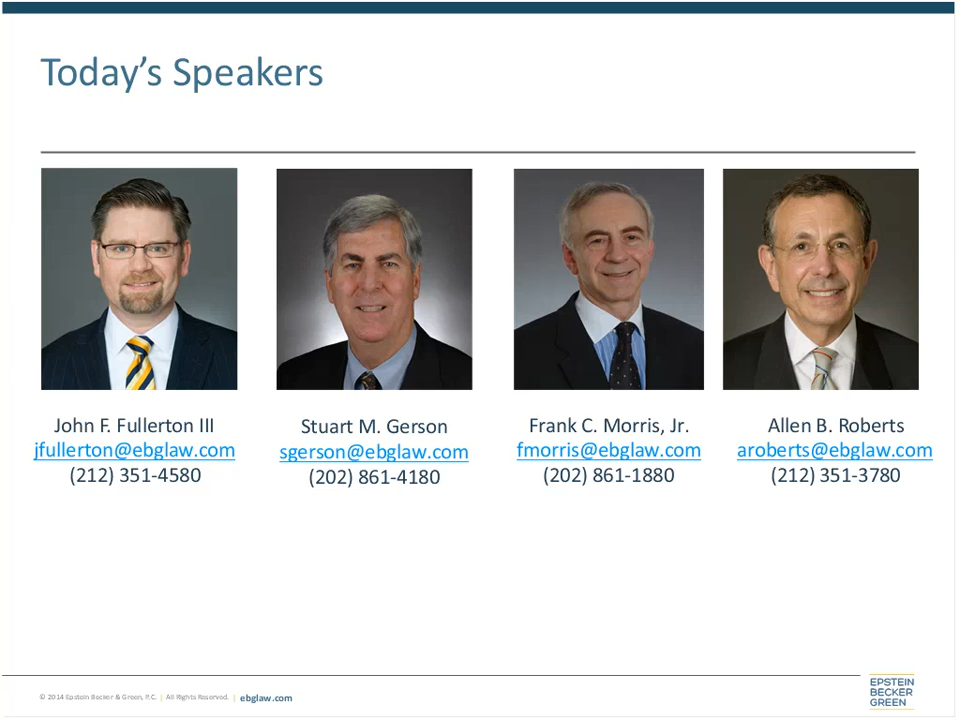 Today's Speakers
John F. Fullerton III
jfullerton@ebglaw.com
(212) 351-4580
Stuart M. Gerson
sgerson@ebglaw.com
(202) 861-4180
Frank C. Morris, Jr.
fmorris@ebglaw.com
(202) 861-1880
Allen B. Roberts
aroberts@ebglaw.com
(212) 351-3780
© 2014 Epstein Becker & Green, P.C. | All Rights Reserved. | ebglaw.com
EPSTEIN
BECKER
GREEN